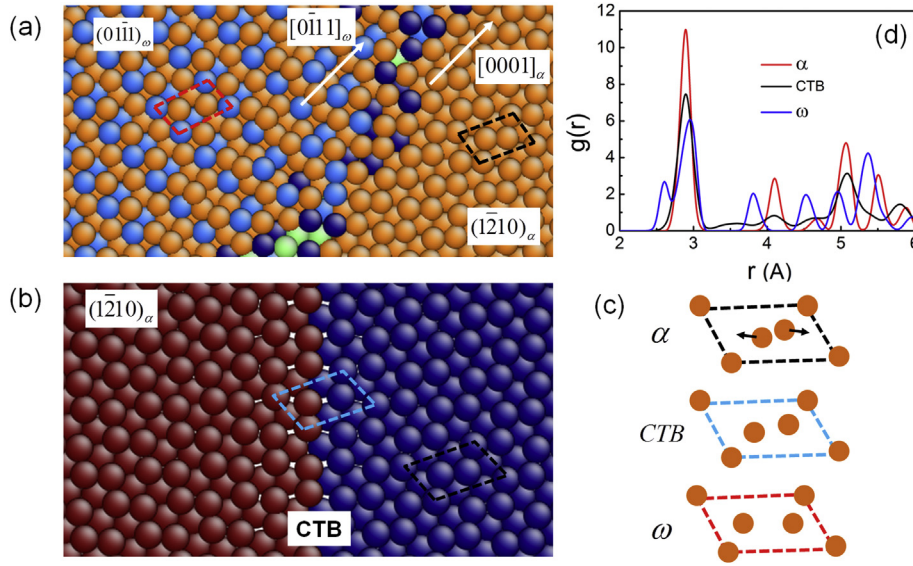 (a)
(01̄1̄1)ω
[01̄11]ω
[0001]α
(12̄10)α
(b)
(12̄10)α
CTB
(d)
12
10
8
6
4
2
0
g(r)
α
CTB
ω
2 3 4 5 6
r (A)
(c)
α
CTB
ω